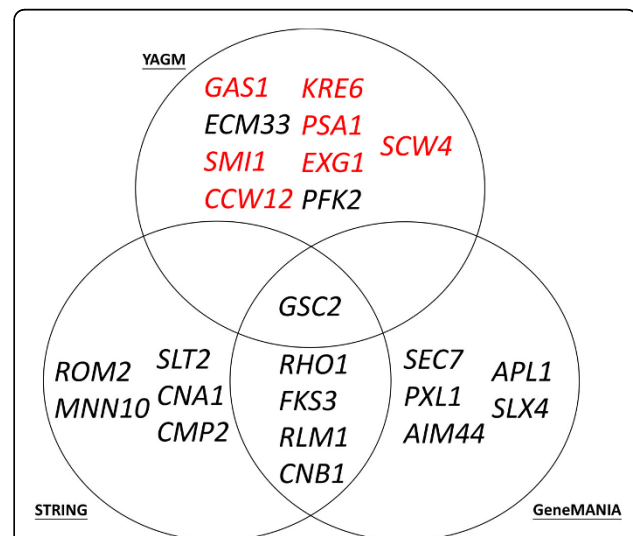 YAGM
GAS1 KRE6
ECM33 PSA1 SCW4
SMI1 EXG1
CCW12 PFK2
GSC2
ROM2 SLT2 RHO1 SEC7 APL1
MNN10 CNA1 FKS3 PXL1 SLX4
CMP2 RLM1 AIM44
CNB1
STRING GeneMANIA